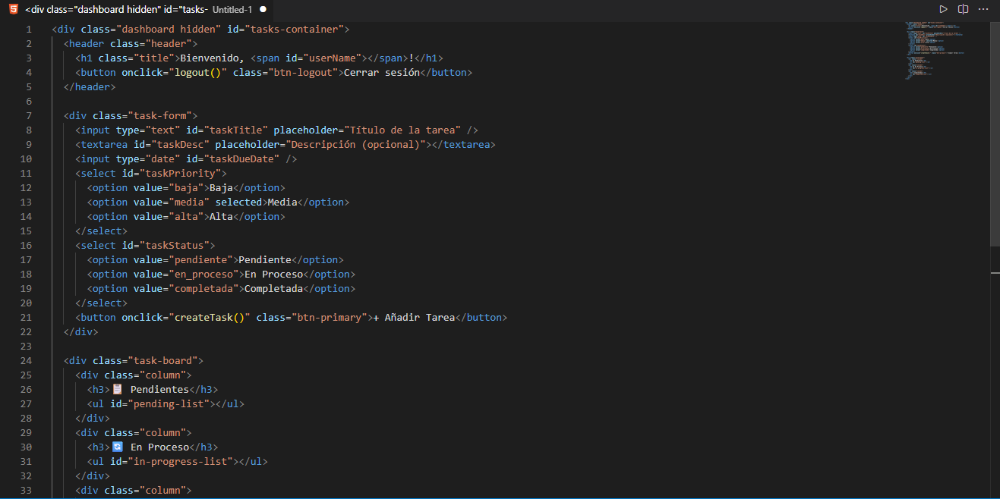 <div class="dashboard hidden" id="tasks- Untitled-1
1 <div class="dashboard hidden" id="tasks-container">
2   <header class="header">
3     <h1 class="title">Bienvenido, <span id="userName"></span>!</h1>
4     <button onclick="logout()" class="btn-logout">Cerrar sesión</button>
5   </header>
6
7   <div class="task-form">
8     <input type="text" id="taskTitle" placeholder="Título de la tarea" />
9     <textarea id="taskDesc" placeholder="Descripción (opcional)"></textarea>
10     <input type="date" id="taskDueDate" />
11     <select id="taskPriority">
12       <option value="baja">Baja</option>
13       <option value="media" selected>Media</option>
14       <option value="alta">Alta</option>
15     </select>
16     <select id="taskStatus">
17       <option value="pendiente">Pendiente</option>
18       <option value="en_proceso">En Proceso</option>
19       <option value="completada">Completada</option>
20     </select>
21     <button onclick="createTask()" class="btn-primary">+ Añadir Tarea</button>
22   </div>
23
24   <div class="task-board">
25     <div class="column">
26       <h3>📋 Pendientes</h3>
27       <ul id="pending-list"></ul>
28     </div>
29     <div class="column">
30       <h3>🔄 En Proceso</h3>
31       <ul id="in-progress-list"></ul>
32     </div>
33     <div class="column">